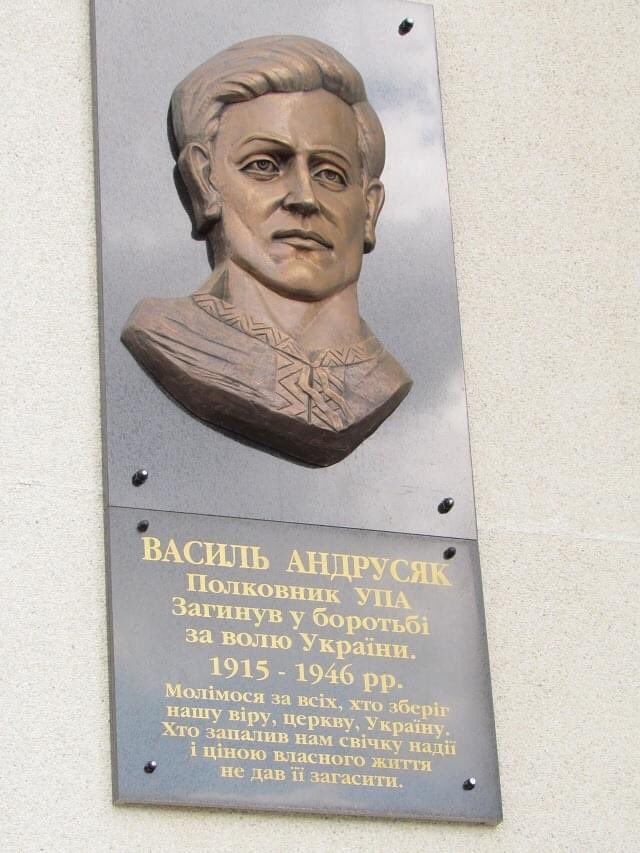 ВАСИЛЬ АНДРУСЯК
Полковник УПА
Загинув у боротьбі
за волю України.
1915 - 1946 рр.
Молімося за всіх, хто зберіг
нашу віру, церкву, Україну.
Хто запалив нам свічку надії
і ціною власного життя
не дав її загасити.